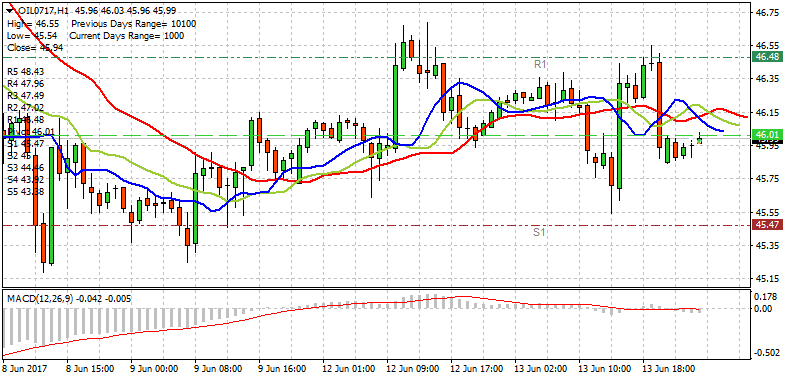 OIL0717,H1 45.96 46.03 45.96 45.99
High= 46.55 Previous Days Range= 10100
Low= 45.54 Current Days Range= 1000
Close= 45.94
R5 48.43
R4 47.96
R3 47.49
R2 47.02
R1 46.48
Pivot 46.01
S1 45.47
S2 45
S3 44.46
S4 43.92
S5 43.38
R1
S1
46.75
46.55
46.48
46.35
46.15
46.01
45.95
45.75
45.55
45.47
45.35
45.15
MACD(12,26,9) -0.042 -0.005
0.178
0.00
-0.502
8 Jun 2017
8 Jun 15:00
9 Jun 00:00
9 Jun 08:00
9 Jun 16:00
12 Jun 01:00
12 Jun 09:00
12 Jun 17:00
13 Jun 02:00
13 Jun 10:00
13 Jun 18:00